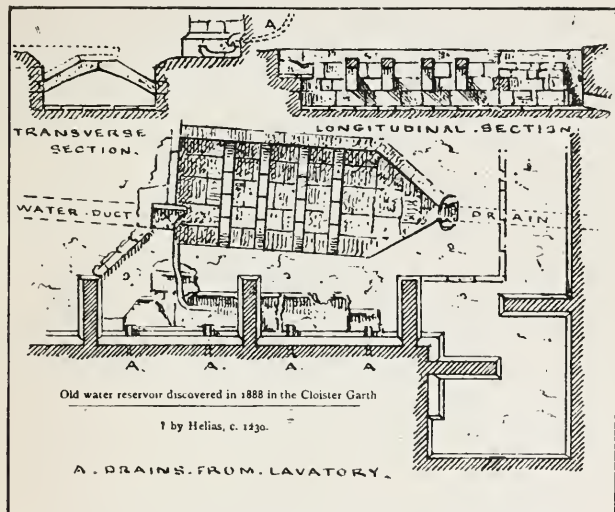 A.
TRANSVERSE
SECTION.
LONGITUDINAL.SECTION.
WATER.DUCT
DRAIN
A. A. A. A
Old water reservoir discovered in 1888 in the Cloister Garth
? by Helias, c. 1230.
A. DRAINS.FROM.LAVATORY.